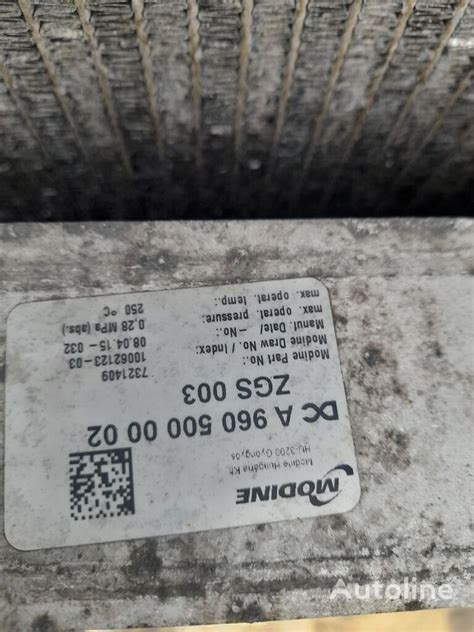 MODINE
Modine Hungária Kft.
HU-3200 Gyöngyös
DC A 960 500 00 02
ZGS 003
Modine Part No.: 7321409
Modine Draw No. / Index: 10062123-03
Manuf. Date/ -No.: 08.04.15 - 032
max. operat. pressure: 0,28 MPa (abs.)
max. operat. temp.: 250 °C
Autoline